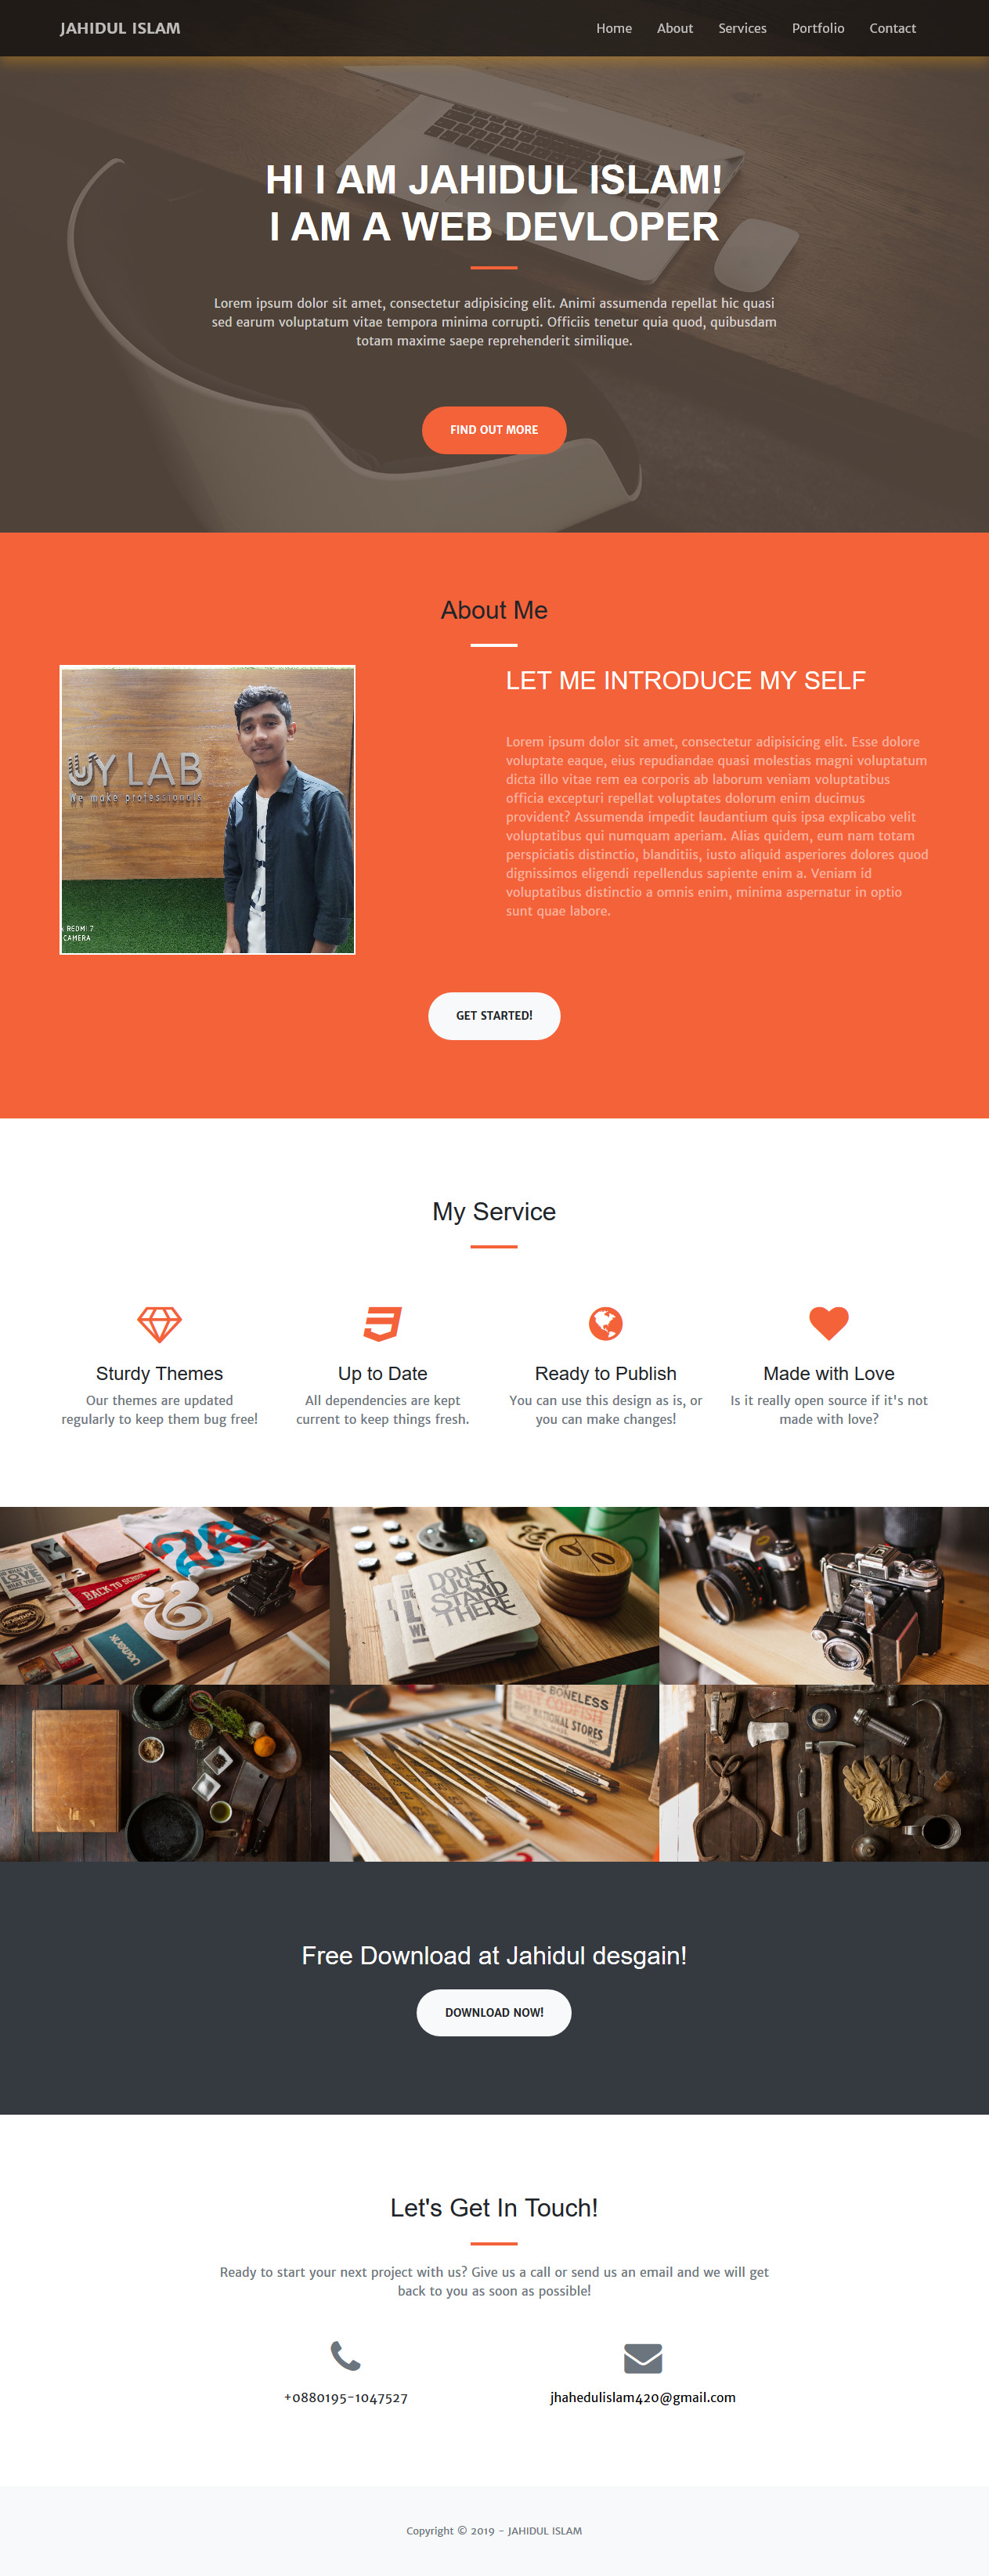 JAHIDUL ISLAM
Home About Services Portfolio Contact
HI I AM JAHIDUL ISLAM!
I AM A WEB DEVLOPER
Lorem ipsum dolor sit amet, consectetur adipisicing elit. Animi assumenda repellat hic quasi
sed earum voluptatum vitae tempora minima corrupti. Officiis tenetur quia quod, quibusdam
totam maxime saepe reprehenderit similique.
FIND OUT MORE
About Me
LET ME INTRODUCE MY SELF
UY LAB
We make professionals
REDMI 7
CAMERA
Lorem ipsum dolor sit amet, consectetur adipisicing elit. Esse dolore
voluptate eaque, eius repudiandae quasi molestias magni voluptatum
dicta illo vitae rem ea corporis ab laborum veniam voluptatibus
officia excepturi repellat voluptates dolorum enim ducimus
provident? Assumenda impedit laudantium quis ipsa explicabo velit
voluptatibus qui numquam aperiam. Alias quidem, eum nam totam
perspiciatis distinctio, blanditiis, iusto aliquid asperiores dolores quod
dignissimos eligendi repellendus sapiente enim a. Veniam id
voluptatibus distinctio a omnis enim, minima aspernatur in optio
sunt quae labore.
GET STARTED!
My Service
Sturdy Themes
Our themes are updated
regularly to keep them bug free!
Up to Date
All dependencies are kept
current to keep things fresh.
Ready to Publish
You can use this design as is, or
you can make changes!
Made with Love
Is it really open source if it's not
made with love?
BACK TO SCHOOL
UGMONK
DON'T
JUST
STAND
THERE
BONELESS
NATIONAL STORES
Free Download at Jahidul desgain!
DOWNLOAD NOW!
Let's Get In Touch!
Ready to start your next project with us? Give us a call or send us an email and we will get
back to you as soon as possible!
+0880195-1047527
jhahedulislam420@gmail.com
Copyright © 2019 - JAHIDUL ISLAM